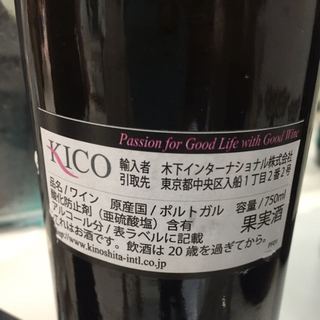 Passion for Good Life with Good Wine
KICO
輸入者 木下インターナショナル株式会社
引取先 東京都中央区入船1丁目2番2号
品名/ワイン 原産国/ポルトガル 容量/750ml
酸化防止剤(亜硫酸塩)含有
果実酒
アルコール分/表ラベルに記載
これはお酒です。飲酒は20歳を過ぎてから。
http://www.kinoshita-intl.co.jp